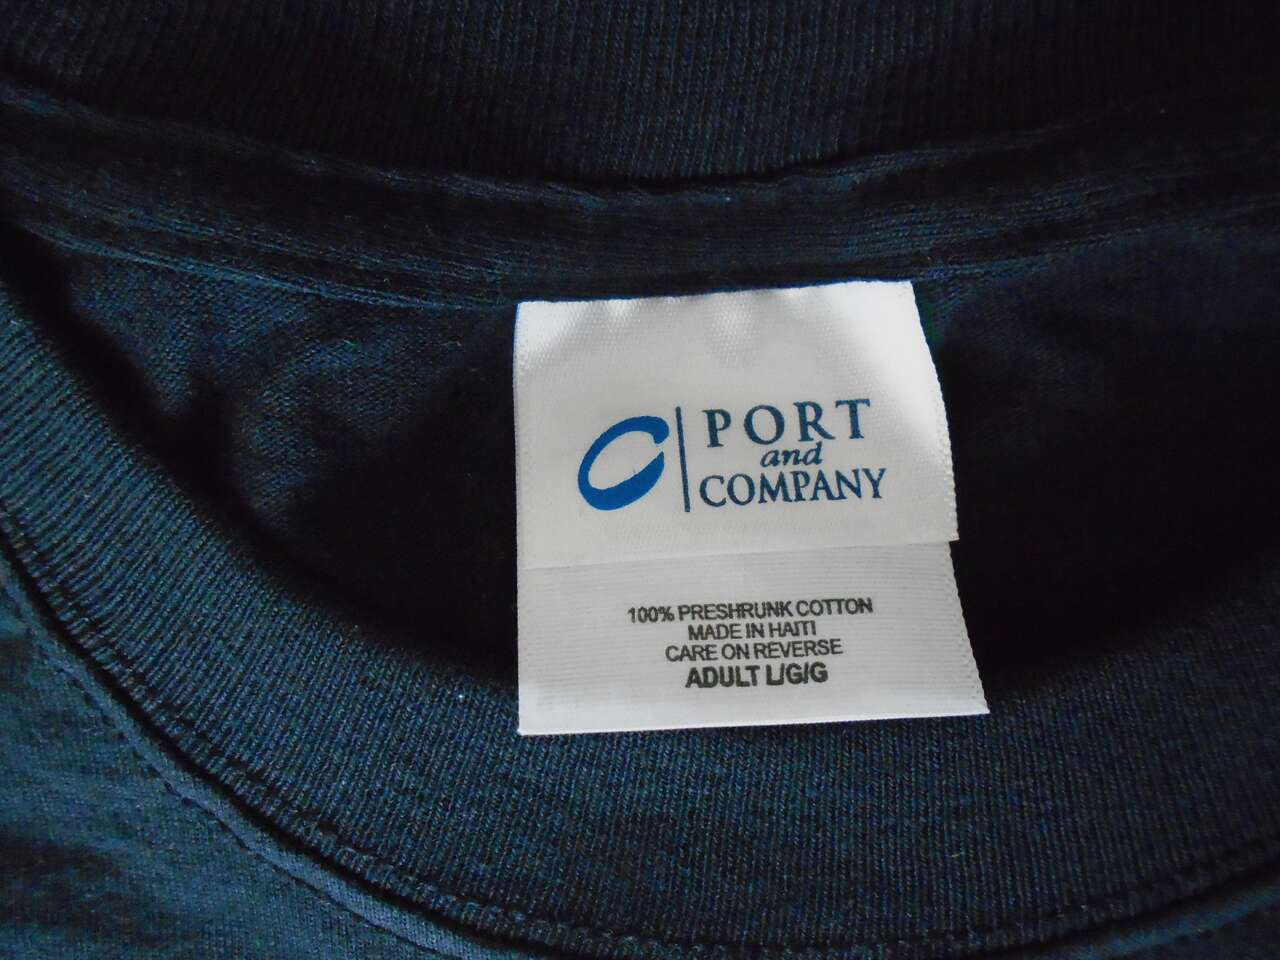 PORT
and
COMPANY
100% PRESHRUNK COTTON
MADE IN HAITI
CARE ON REVERSE
ADULT L/G/G